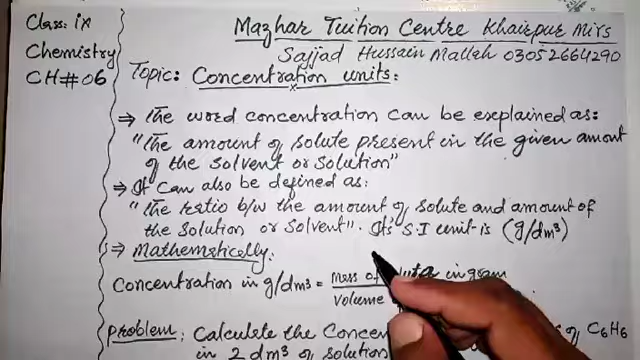 Class: IX
Chemistry
CH#06
Mazhar Tuition Centre Khairpur Mirs
Sajjad Hussain Mallah 03052664290
Topic: Concentration units:
⇒ The word concentration can be explained as:
"The amount of solute present in the given amont
of the solvent or solution"
⇒ It can also be defined as:
"The ratio b/w the amount of solute and amount of
the solution or solvent". It's S.I unit is (g/dm³)
⇒ Mathematically:
Concentration in g/dm³ = Mass of in gram
Volume
Problem: Calculate the Concen of C6H6
in 2 dm³ of solution